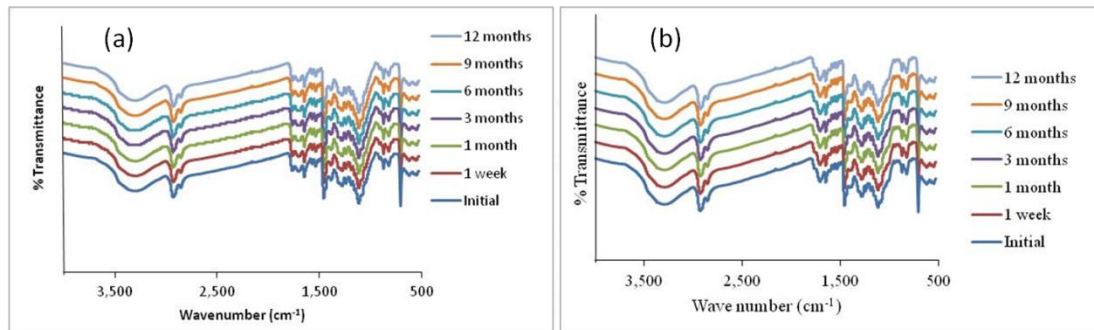 (a)
% Transmittance
12 months
9 months
6 months
3 months
1 month
1 week
Initial
3,500 2,500 1,500 500
Wavenumber (cm-1)
(b)
% Transmittance
12 months
9 months
6 months
3 months
1 month
1 week
Initial
3,500 2,500 1,500 500
Wave number (cm-1)